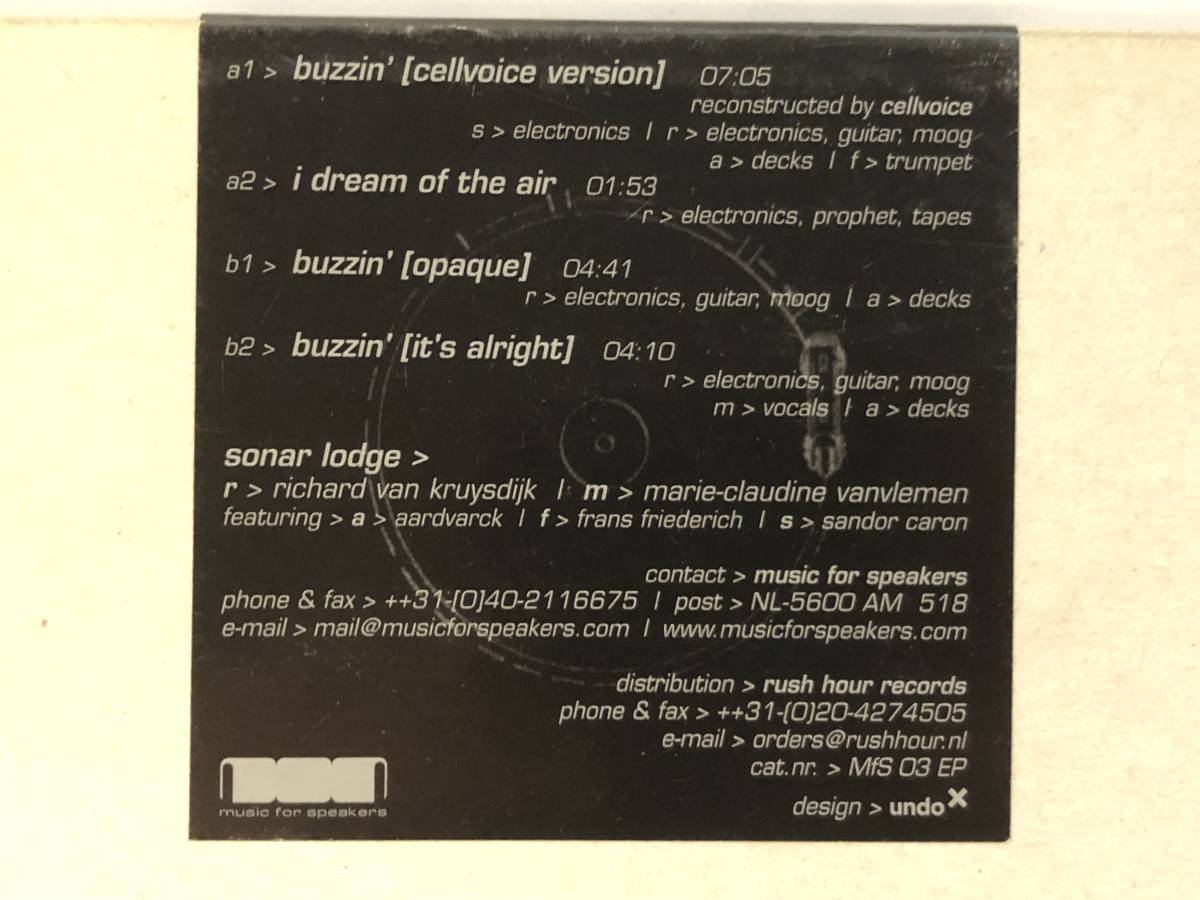 a1 > buzzin' [cellvoice version] 07:05
reconstructed by cellvoice
s > electronics | r > electronics, guitar, moog
a > decks | f > trumpet
a2 > i dream of the air 01:53
r > electronics, prophet, tapes
b1 > buzzin' [opaque] 04:41
r > electronics, guitar, moog | a > decks
b2 > buzzin' [it's alright] 04:10
r > electronics, guitar, moog
m > vocals | a > decks
sonar lodge >
r > richard van kruysdijk | m > marie-claudine vanvlemen
featuring > a > aardvarck | f > frans friederich | s > sandor caron
contact > music for speakers
phone & fax > ++31-(0)40-2116675 | post > NL-5600 AM 518
e-mail > mail@musicforspeakers.com | www.musicforspeakers.com
distribution > rush hour records
phone & fax > ++31-(0)20-4274505
e-mail > orders@rushhour.nl
cat.nr. > MfS 03 EP
design > undo x
music for speakers